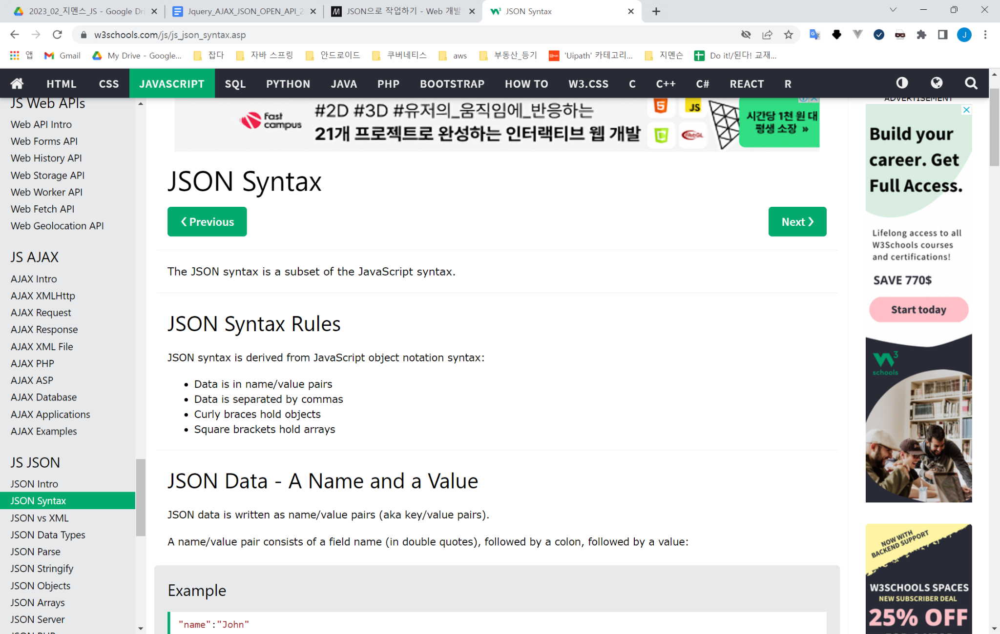 2023_02_지멘스_JS - Google Dri
Jquery_AJAX_JSON_OPEN_API_2
JSON으로 작업하기 - Web 개발
JSON Syntax
w3schools.com/js/js_json_syntax.asp
J
앱
Gmail
My Drive - Google...
잡다
자바 스프링
안드로이드
쿠버네티스
aws
부동산_등기
'Uipath' 카테고리...
지멘슨
Do it!/된다! 교재...
HTML CSS JAVASCRIPT SQL PYTHON JAVA PHP BOOTSTRAP HOW TO W3.CSS C C++ C# REACT R
JS Web APIs
Web API Intro
Web Forms API
Web History API
Web Storage API
Web Worker API
Web Fetch API
Web Geolocation API
JS AJAX
AJAX Intro
AJAX XMLHttp
AJAX Request
AJAX Response
AJAX XML File
AJAX PHP
AJAX ASP
AJAX Database
AJAX Applications
AJAX Examples
JS JSON
JSON Intro
JSON Syntax
JSON vs XML
JSON Data Types
JSON Parse
JSON Stringify
JSON Objects
JSON Arrays
JSON Server
fast
campus
#2D #3D #유저의_움직임에_반응하는
21개 프로젝트로 완성하는 인터랙티브 웹 개발
JS
시간당 1천 원 대
평생 소장 »
JSON Syntax
❮ Previous
Next ❯
The JSON syntax is a subset of the JavaScript syntax.
JSON Syntax Rules
JSON syntax is derived from JavaScript object notation syntax:
• Data is in name/value pairs
• Data is separated by commas
• Curly braces hold objects
• Square brackets hold arrays
JSON Data - A Name and a Value
JSON data is written as name/value pairs (aka key/value pairs).
A name/value pair consists of a field name (in double quotes), followed by a colon, followed by a value:
Example
"name":"John"
ADVERTISEMENT
Build your
career. Get
Full Access.
Lifelong access to all
W3Schools courses
and certifications!
SAVE 770$
Start today
schools
NOW WITH
BACKEND SUPPORT
W3SCHOOLS SPACES
NEW SUBSCRIBER DEAL
25% OFF